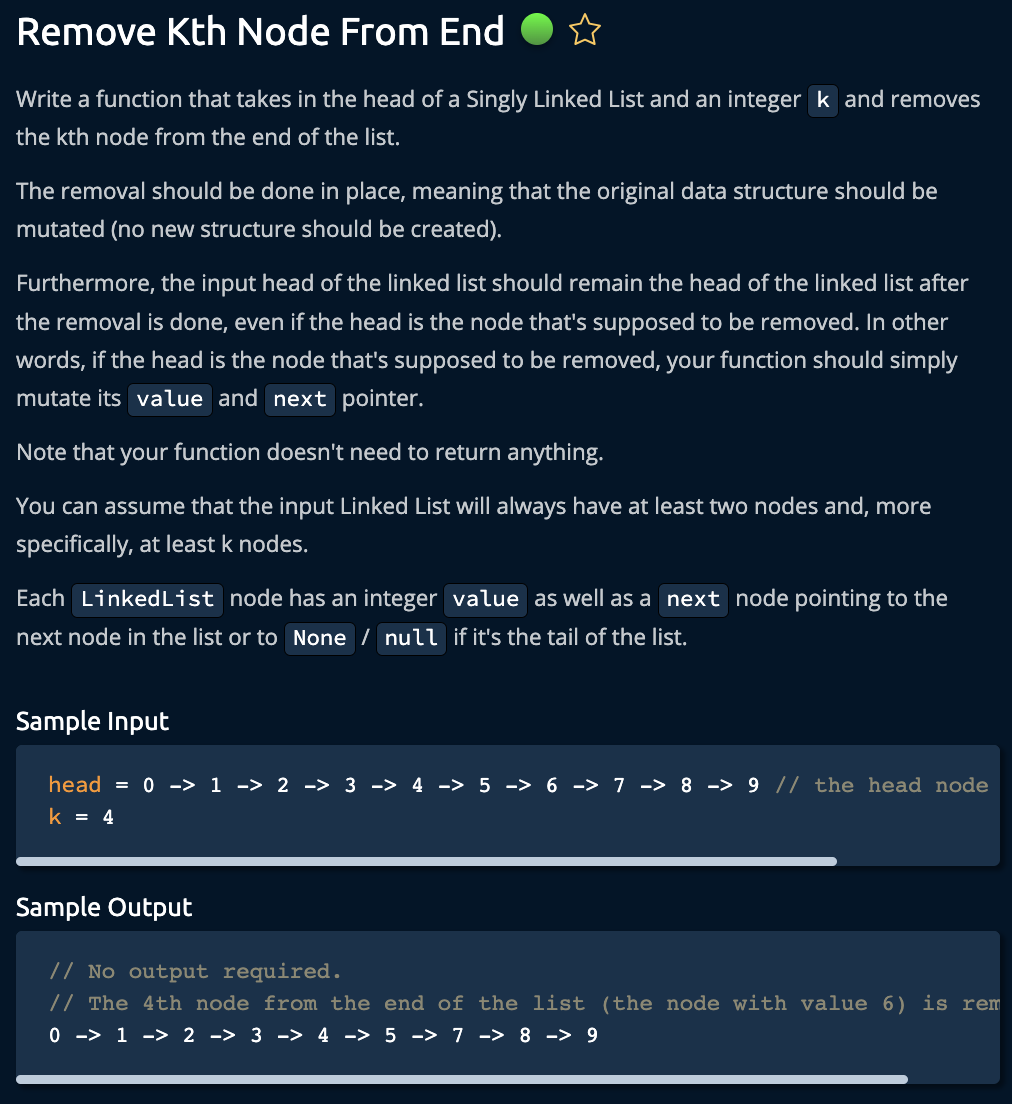 Remove Kth Node From End
Write a function that takes in the head of a Singly Linked List and an integer k and removes
the kth node from the end of the list.
The removal should be done in place, meaning that the original data structure should be
mutated (no new structure should be created).
Furthermore, the input head of the linked list should remain the head of the linked list after
the removal is done, even if the head is the node that's supposed to be removed. In other
words, if the head is the node that's supposed to be removed, your function should simply
mutate its value and next pointer.
Note that your function doesn't need to return anything.
You can assume that the input Linked List will always have at least two nodes and, more
specifically, at least k nodes.
Each LinkedList node has an integer value as well as a next node pointing to the
next node in the list or to None / null if it's the tail of the list.
Sample Input
head = 0 -> 1 -> 2 -> 3 -> 4 -> 5 -> 6 -> 7 -> 8 -> 9 // the head node
k = 4
Sample Output
// No output required.
// The 4th node from the end of the list (the node with value 6) is
0 -> 1 -> 2 -> 3 -> 4 -> 5 -> 7 -> 8 -> 9